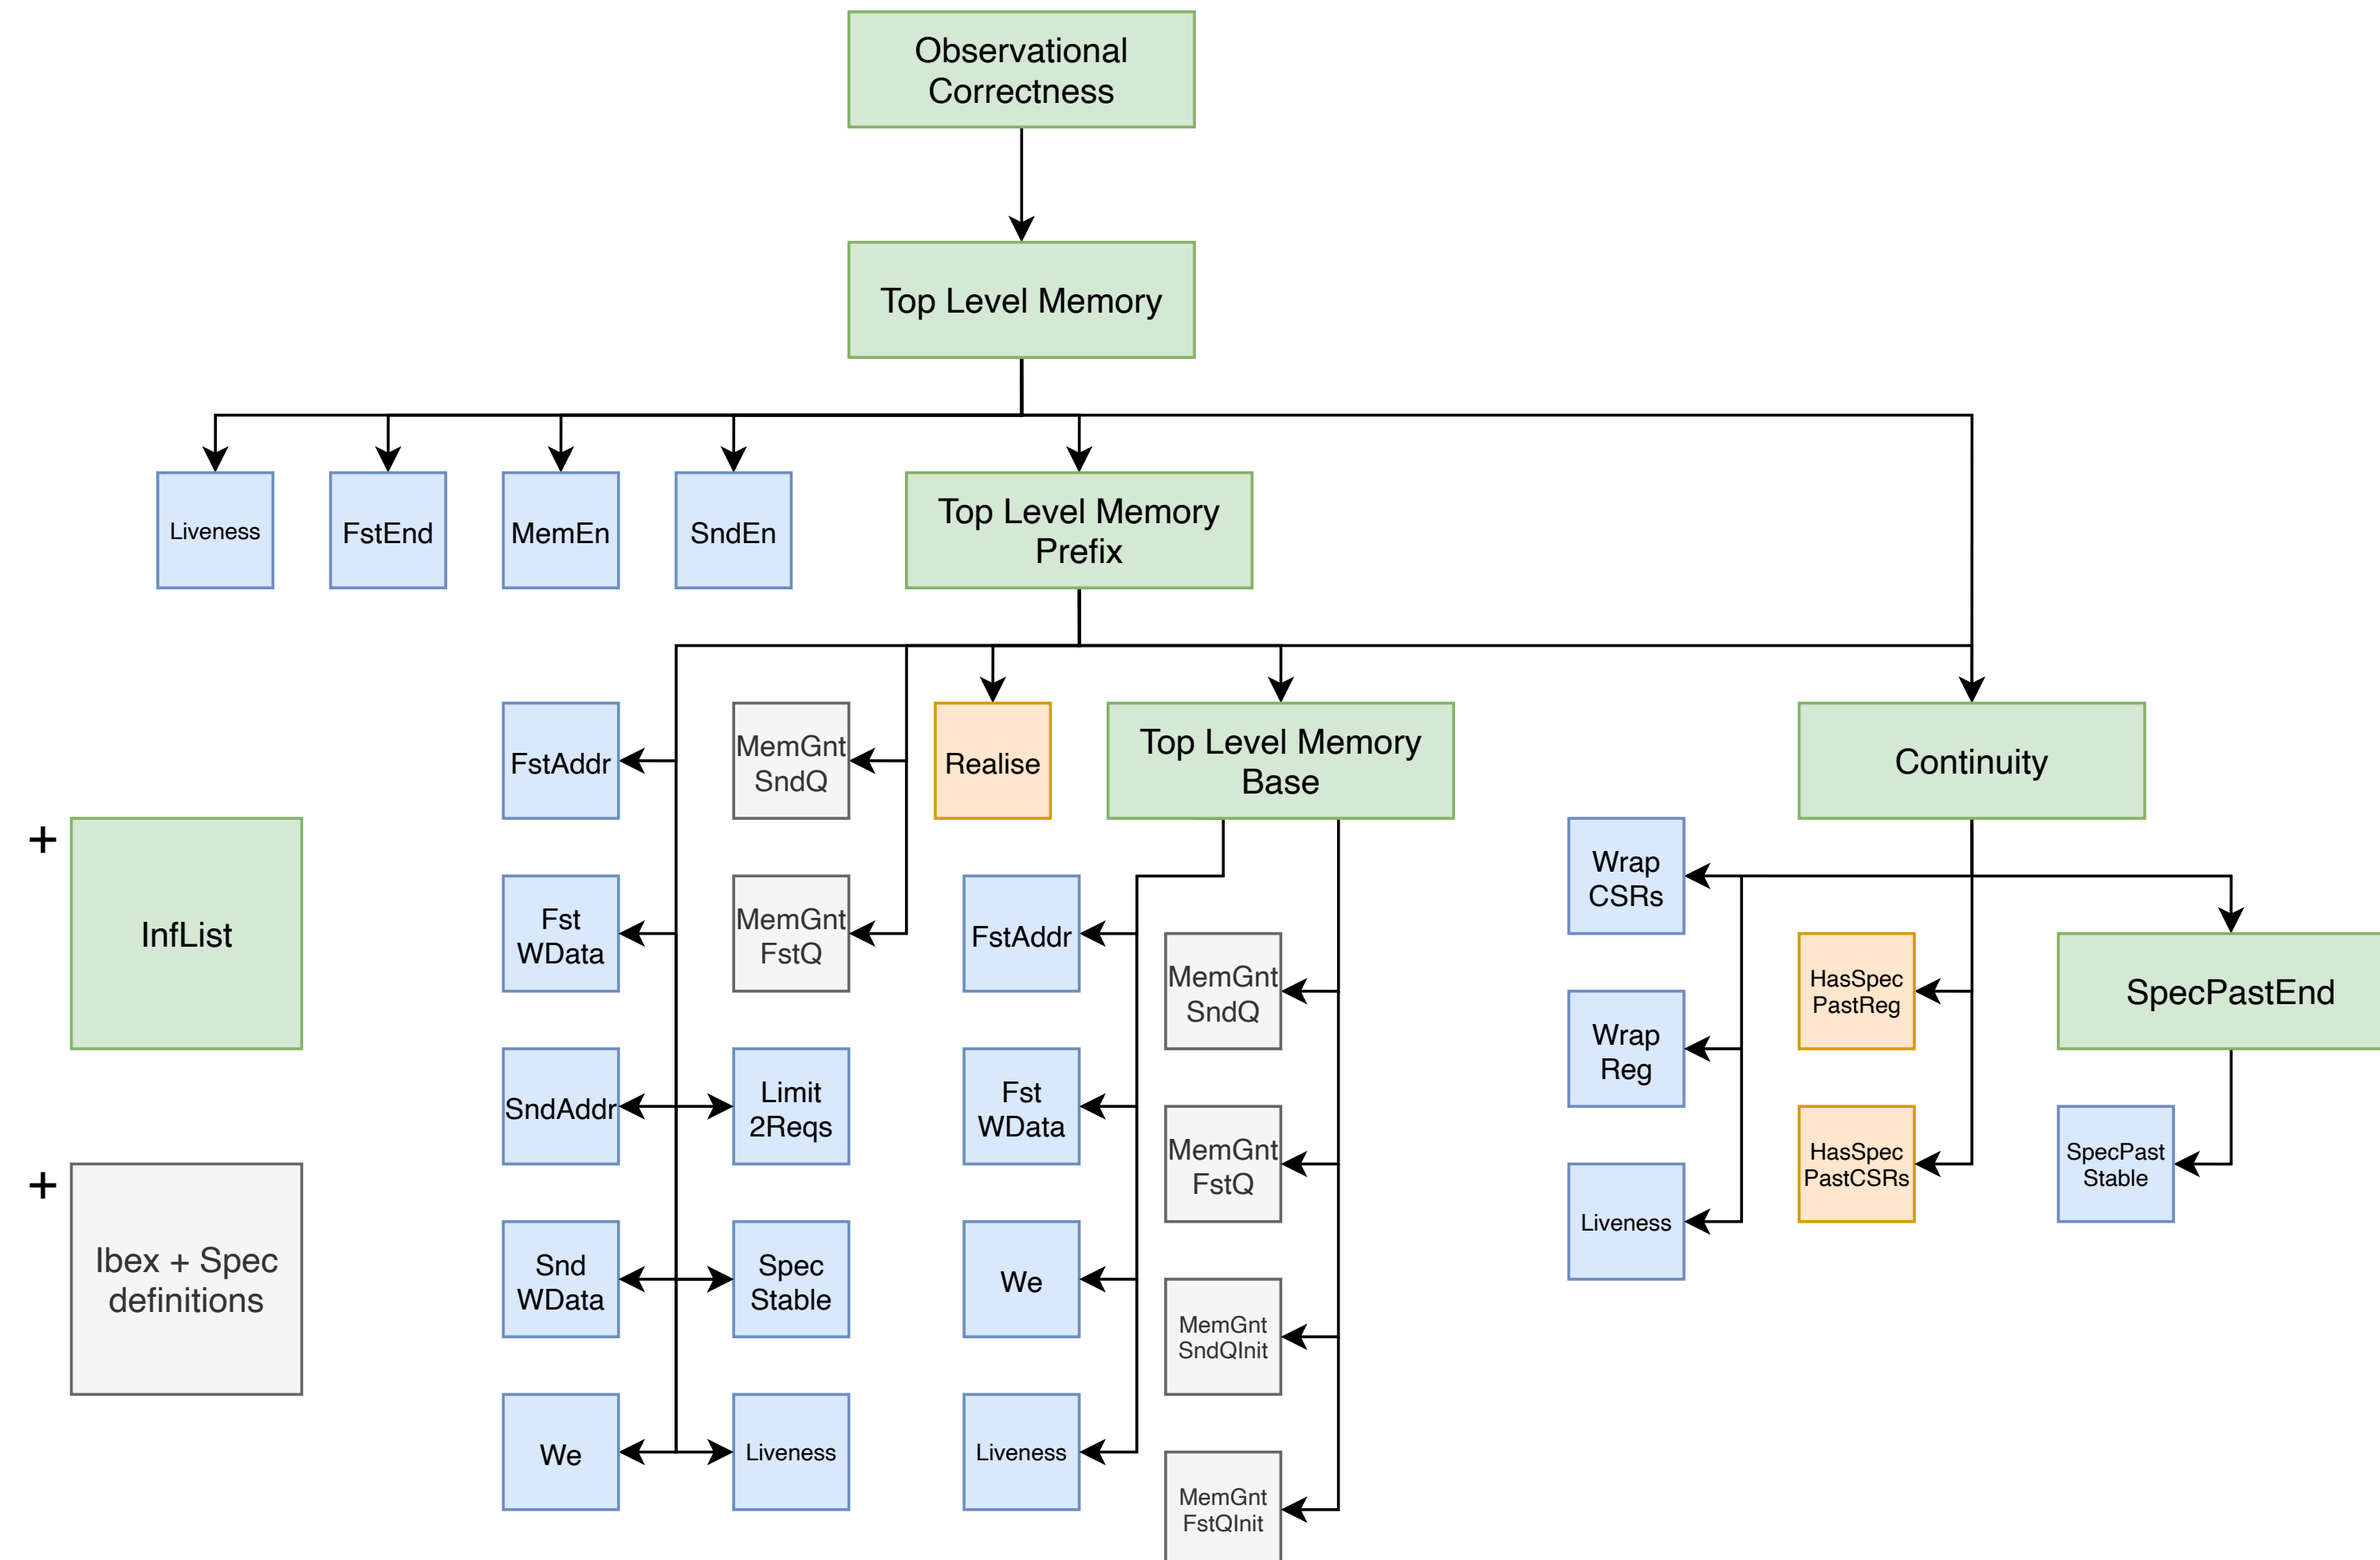 Observational
Correctness
Top Level Memory
Liveness
FstEnd
MemEn
SndEn
Top Level Memory
Prefix
FstAddr
MemGnt
SndQ
Realise
Top Level Memory
Base
Continuity
+
InfList
Fst
WData
MemGnt
FstQ
FstAddr
MemGnt
SndQ
Wrap
CSRs
HasSpec
PastReg
SpecPastEnd
SndAddr
Limit
2Reqs
Fst
WData
MemGnt
FstQ
Wrap
Reg
HasSpec
PastCSRs
SpecPast
Stable
+
Ibex + Spec
definitions
Snd
WData
Spec
Stable
We
MemGnt
SndQInit
Liveness
We
Liveness
Liveness
MemGnt
FstQInit